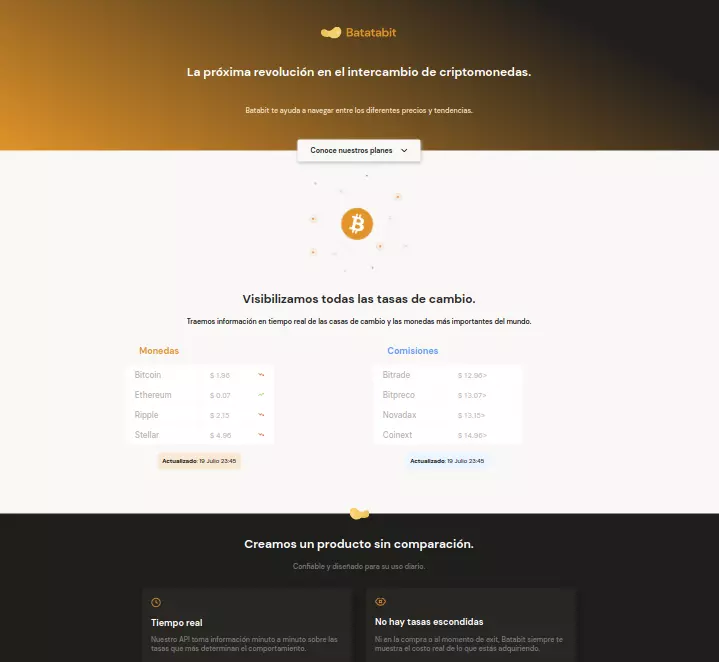 Batatabit
La próxima revolución en el intercambio de criptomonedas.
Batabit te ayuda a navegar entre los diferentes precios y tendencias.
Conoce nuestros planes
Visibilizamos todas las tasas de cambio.
Traemos información en tiempo real de las casas de cambio y las monedas más importantes del mundo.
Monedas
Bitcoin $ 1.96
Ethereum $ 0.07
Ripple $ 2.15
Stellar $ 4.96
Actualizado: 19 Julio 23:45
Comisiones
Bitrade $ 12.96>
Bitpreco $ 13.07>
Novadax $ 13.15>
Coinext $ 14.96>
Actualizado: 19 Julio 23:45
Creamos un producto sin comparación.
Confiable y diseñado para su uso diario.
Tiempo real
Nuestro API toma información minuto a minuto sobre las
tasas que más determinan el comportamiento.
No hay tasas escondidas
Ni en la compra o al momento de exit, Batabit siempre te
muestra el costo real de lo que estás adquiriendo.